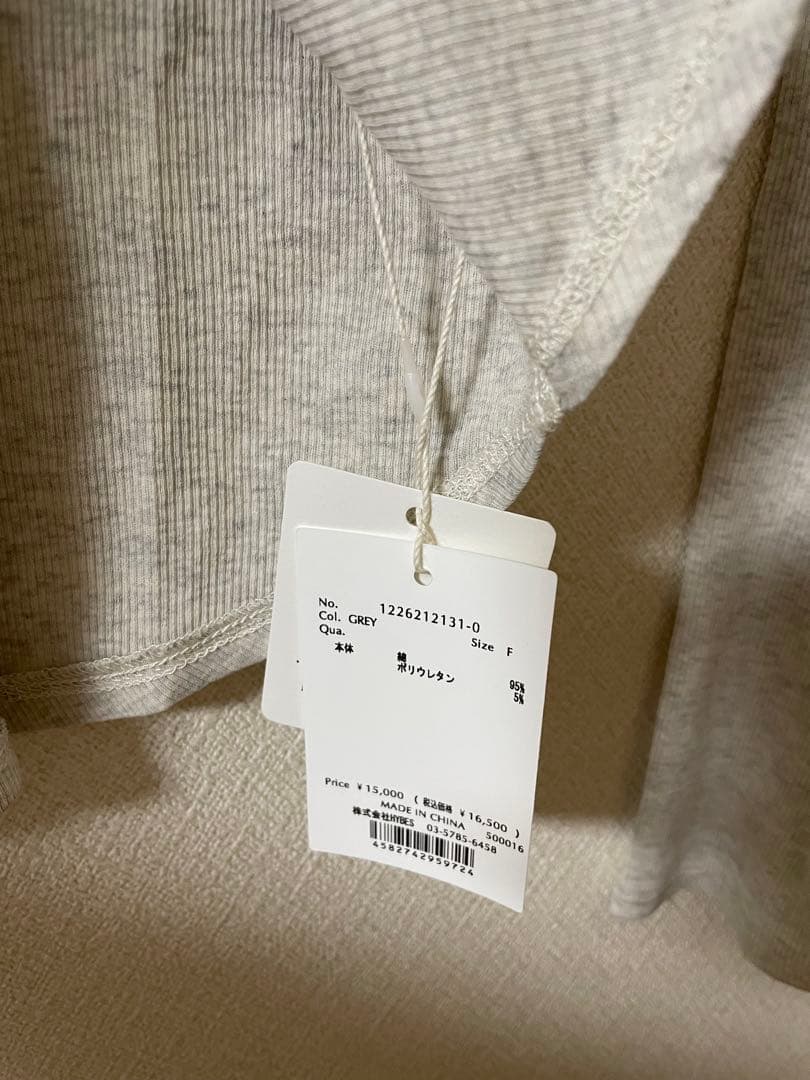 No. 1226212131-0
Col. GREY Size F
Qua.
本体 綿 95%
ポリウレタン 5%
Price ¥15,000 ( 税込価格 ¥16,500 )
MADE IN CHINA 500016
株式会社HYBES 03-5785-6458
4582742959724